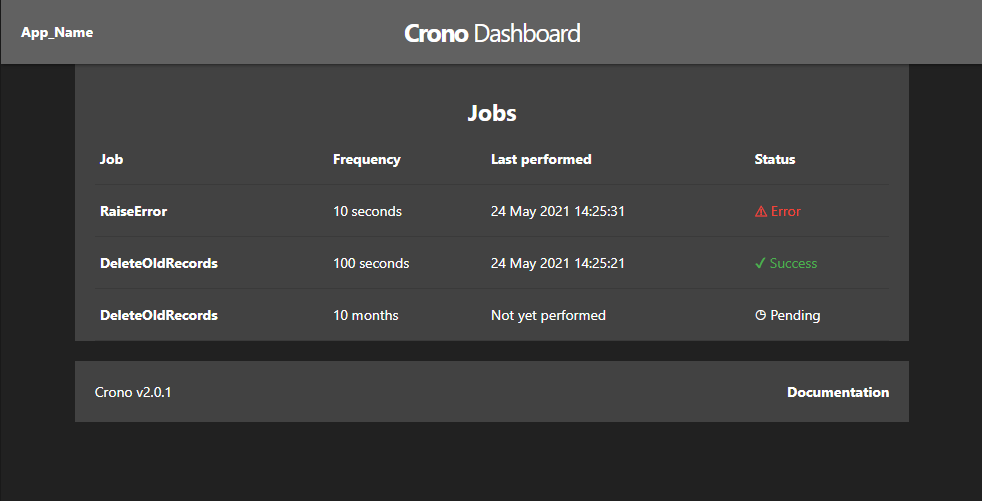 App_Name Crono Dashboard
Jobs
Job Frequency Last performed Status
RaiseError 10 seconds 24 May 2021 14:25:31 ⚠ Error
DeleteOldRecords 100 seconds 24 May 2021 14:25:21 ✓ Success
DeleteOldRecords 10 months Not yet performed Pending
Crono v2.0.1 Documentation